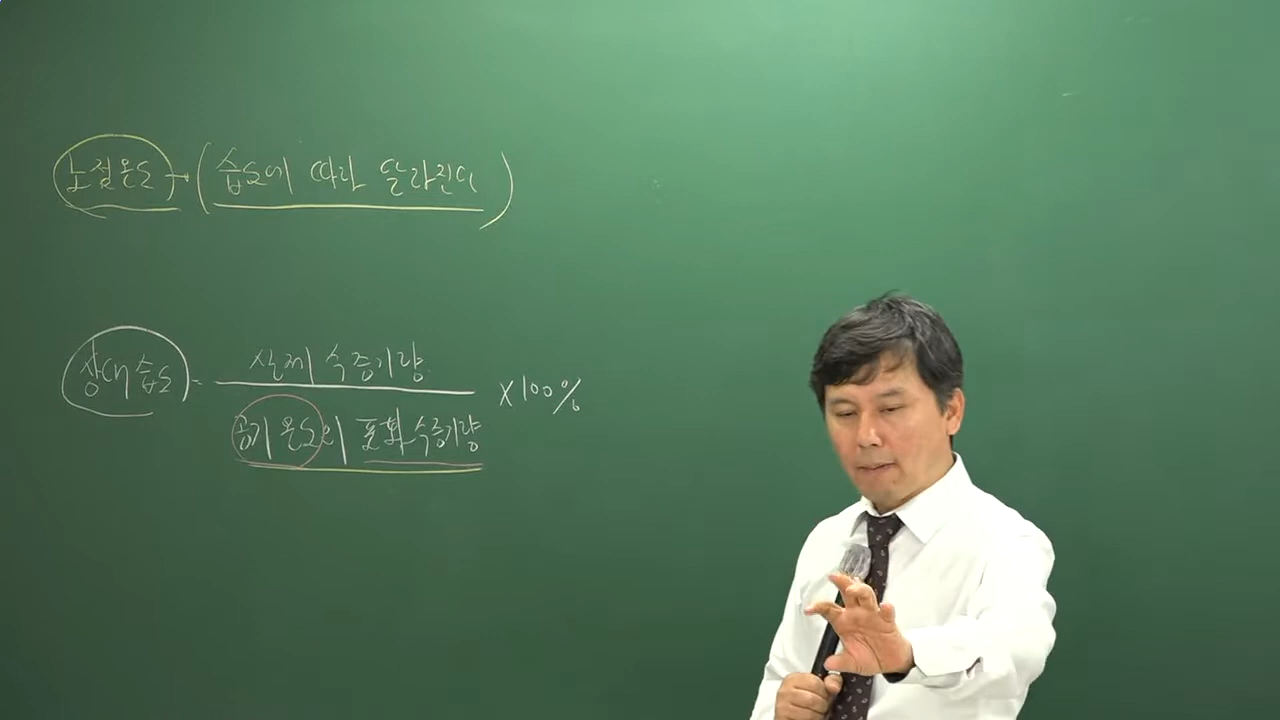 노점온도 → (습도에 따라 달라진다)
상대습도 = 실제 수증기량
공기 온도의 포화수증기량
×100%